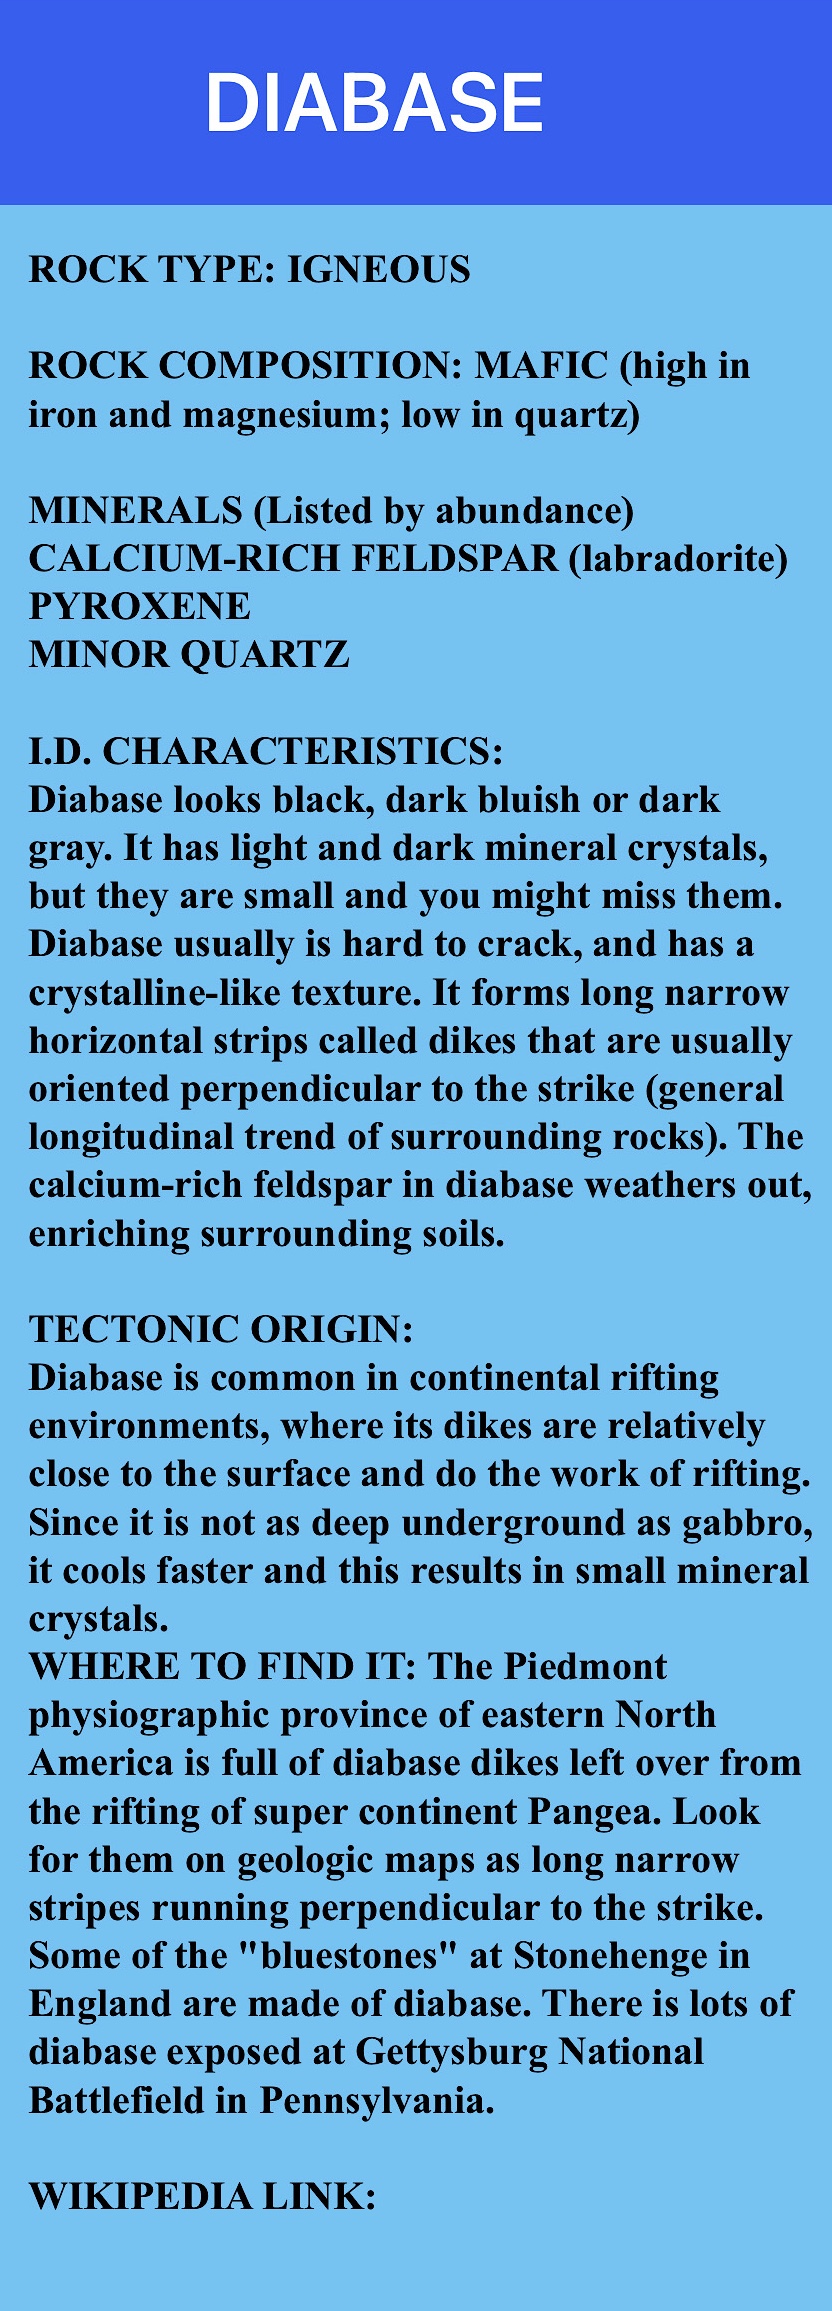 DIABASE
ROCK TYPE: IGNEOUS
ROCK COMPOSITION: MAFIC (high in
iron and magnesium; low in quartz)
MINERALS (Listed by abundance)
CALCIUM-RICH FELDSPAR (labradorite)
PYROXENE
MINOR QUARTZ
I.D. CHARACTERISTICS:
Diabase looks black, dark bluish or dark
gray. It has light and dark mineral crystals,
but they are small and you might miss them.
Diabase usually is hard to crack, and has a
crystalline-like texture. It forms long narrow
horizontal strips called dikes that are usually
oriented perpendicular to the strike (general
longitudinal trend of surrounding rocks). The
calcium-rich feldspar in diabase weathers out,
enriching surrounding soils.
TECTONIC ORIGIN:
Diabase is common in continental rifting
environments, where its dikes are relatively
close to the surface and do the work of rifting.
Since it is not as deep underground as gabbro,
it cools faster and this results in small mineral
crystals.
WHERE TO FIND IT: The Piedmont
physiographic province of eastern North
America is full of diabase dikes left over from
the rifting of super continent Pangea. Look
for them on geologic maps as long narrow
stripes running perpendicular to the strike.
Some of the "bluestones" at Stonehenge in
England are made of diabase. There is lots of
diabase exposed at Gettysburg National
Battlefield in Pennsylvania.
WIKIPEDIA LINK: